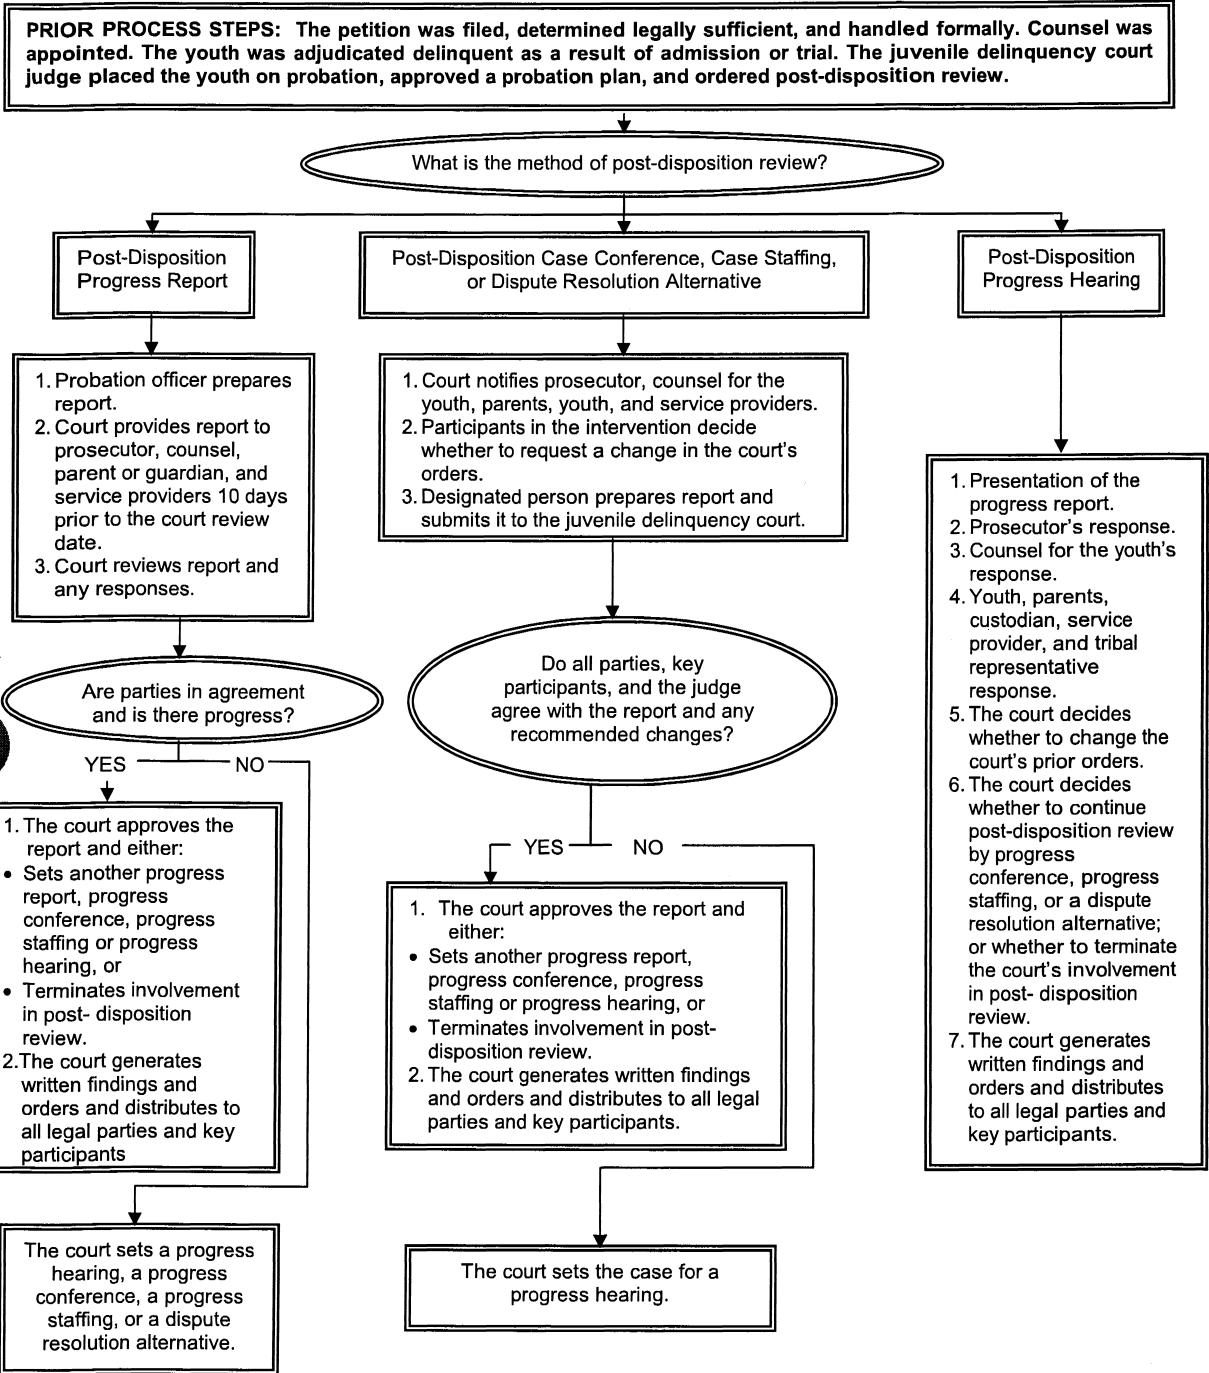 PRIOR PROCESS STEPS: The petition was filed, determined legally sufficient, and handled formally. Counsel was
appointed. The youth was adjudicated delinquent as a result of admission or trial. The juvenile delinquency court
judge placed the youth on probation, approved a probation plan, and ordered post-disposition review.
What is the method of post-disposition review?
Post-Disposition
Progress Report
Post-Disposition Case Conference, Case Staffing,
or Dispute Resolution Alternative
Post-Disposition
Progress Hearing
1. Probation officer prepares
report.
2. Court provides report to
prosecutor, counsel,
parent or guardian, and
service providers 10 days
prior to the court review
date.
3. Court reviews report and
any responses.
1. Court notifies prosecutor, counsel for the
youth, parents, youth, and service providers.
2. Participants in the intervention decide
whether to request a change in the court's
orders.
3. Designated person prepares report and
submits it to the juvenile delinquency court.
1. Presentation of the
progress report.
2. Prosecutor's response.
3. Counsel for the youth's
response.
4. Youth, parents,
custodian, service
provider, and tribal
representative
response.
5. The court decides
whether to change the
court's prior orders.
6. The court decides
whether to continue
post-disposition review
by progress
conference, progress
staffing, or a dispute
resolution alternative;
or whether to terminate
the court's involvement
in post- disposition
review.
7. The court generates
written findings and
orders and distributes
to all legal parties and
key participants.
Are parties in agreement
and is there progress?
YES
NO
Do all parties, key
participants, and the judge
agree with the report and any
recommended changes?
YES
NO
1. The court approves the
report and either:
• Sets another progress
report, progress
conference, progress
staffing or progress
hearing, or
• Terminates involvement
in post- disposition
review.
2.The court generates
written findings and
orders and distributes to
all legal parties and key
participants
1. The court approves the report and
either:
• Sets another progress report,
progress conference, progress
staffing or progress hearing, or
• Terminates involvement in post-
disposition review.
2. The court generates written findings
and orders and distributes to all legal
parties and key participants.
The court sets a progress
hearing, a progress
conference, a progress
staffing, or a dispute
resolution alternative.
The court sets the case for a
progress hearing.